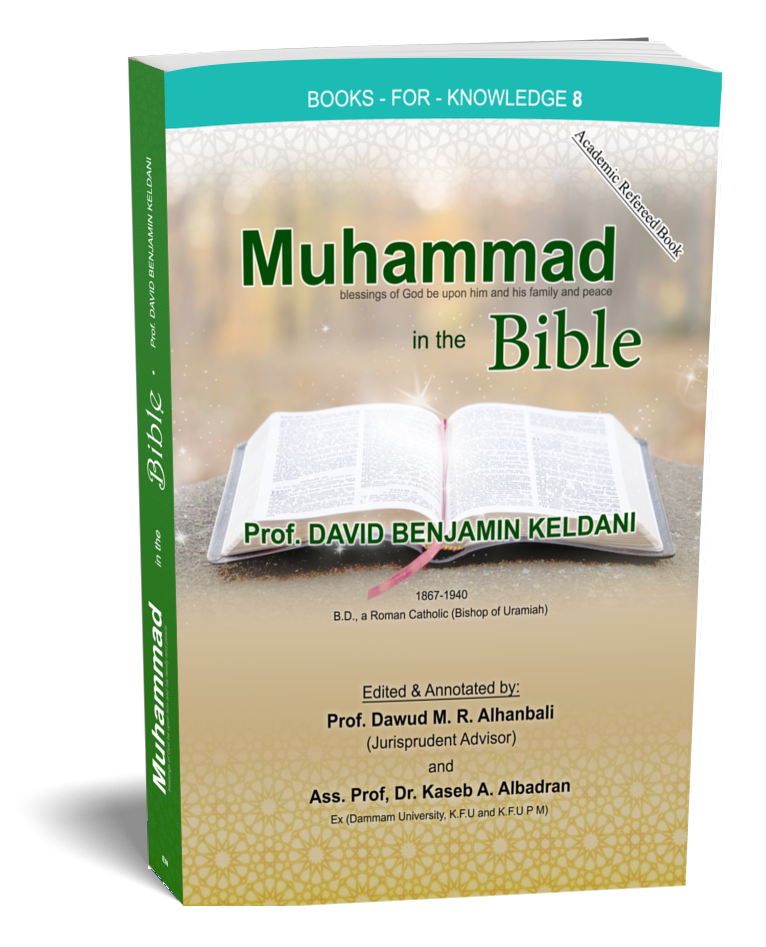 BOOKS - FOR - KNOWLEDGE 8
Academic Refereed Book
Muhammad
blessings of God be upon him and his family and peace
in the Bible
Prof. DAVID BENJAMIN KELDANI
1867-1940
B.D., a Roman Catholic (Bishop of Uramiah)
Edited & Annotated by:
Prof. Dawud M. R. Alhanbali
(Jurisprudent Advisor)
and
Ass. Prof, Dr. Kaseb A. Albadran
Ex (Dammam University, K.F.U and K.F.U P M)
Muhammad in the Bible · Prof. DAVID BENJAMIN KELDANI